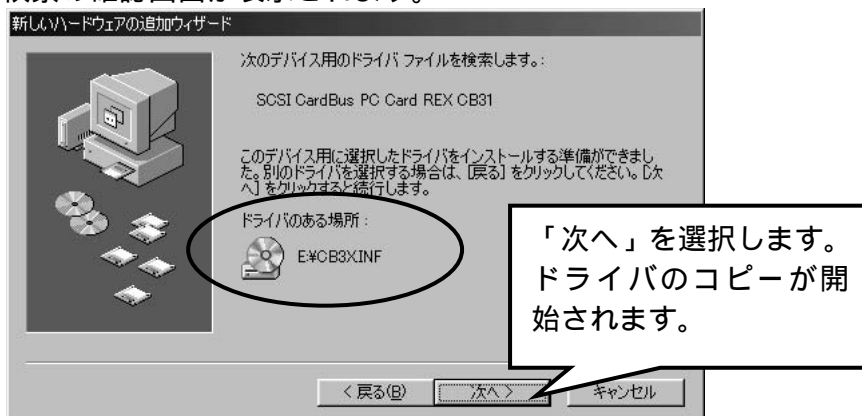 新しいハードウェアの追加ウィザード
次のデバイス用のドライバ ファイルを検索します。:
SCSI CardBus PC Card REX CB31
このデバイス用に選択したドライバをインストールする準備ができまし
た。別のドライバを選択する場合は、[戻る] をクリックしてください。[次
へ] をクリックすると続行します。
ドライバのある場所 :
E:¥CB3X.INF
「次へ」を選択します。
ドライバのコピーが開
始されます。
< 戻る(B)
次へ >
キャンセル